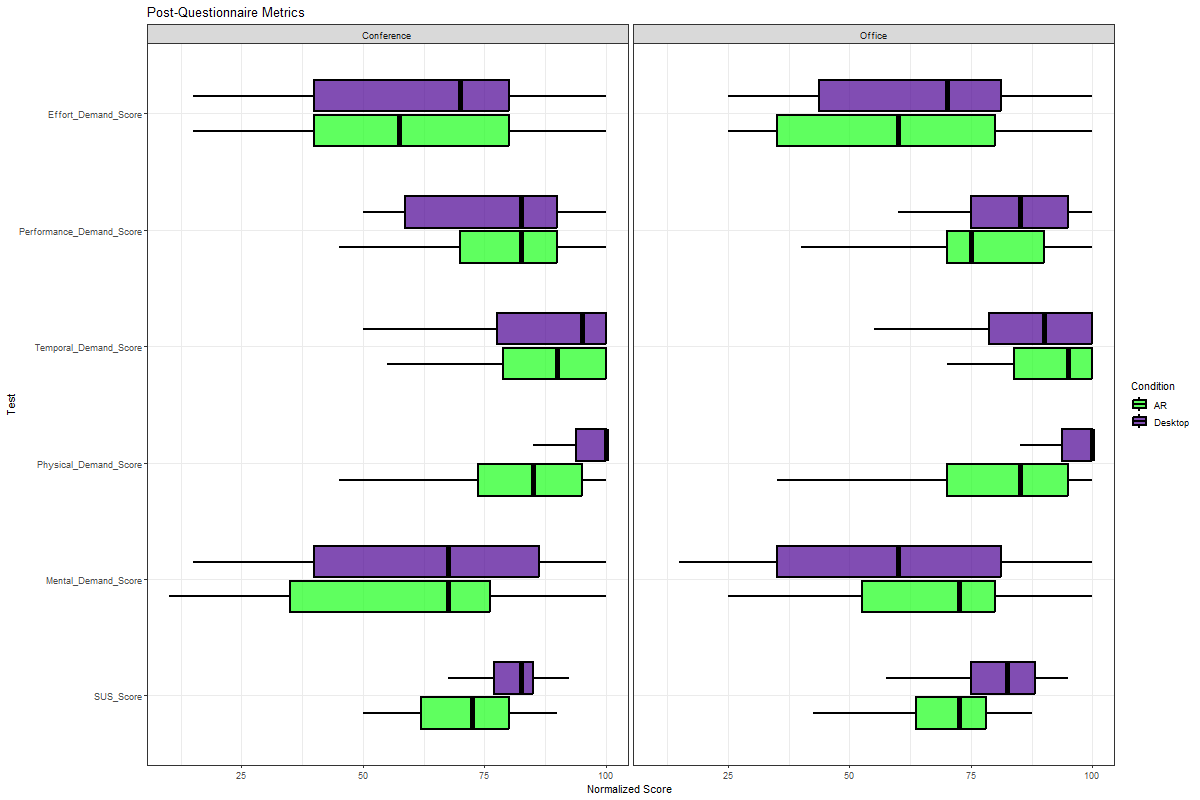 Post-Questionnaire Metrics
Conference
Office
Effort_Demand_Score
Performance_Demand_Score
Temporal_Demand_Score
Physical_Demand_Score
Mental_Demand_Score
SUS_Score
Test
25 50 75 100
25 50 75 100
Normalized Score
Condition
AR
Desktop